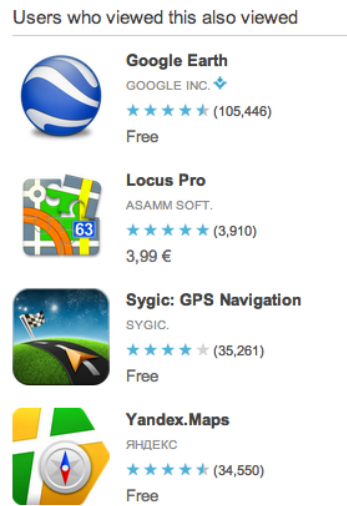 Users who viewed this also viewed
Google Earth
GOOGLE INC.
(105,446)
Free
Locus Pro
ASAMM SOFT.
63
(3,910)
3,99 €
Sygic: GPS Navigation
SYGIC.
(35,261)
Free
Yandex.Maps
ЯНДЕКС
(34,550)
Free